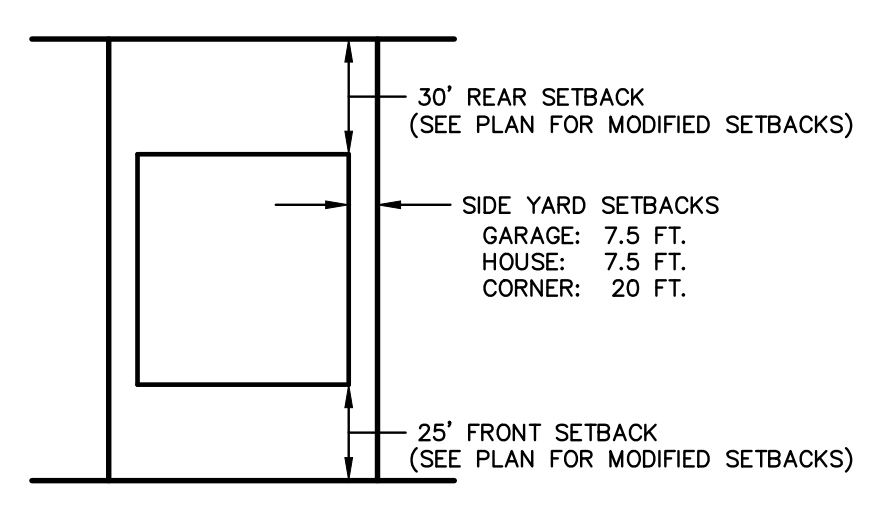 30' REAR SETBACK
(SEE PLAN FOR MODIFIED SETBACKS)
SIDE YARD SETBACKS
GARAGE: 7.5 FT.
HOUSE: 7.5 FT.
CORNER: 20 FT.
25' FRONT SETBACK
(SEE PLAN FOR MODIFIED SETBACKS)